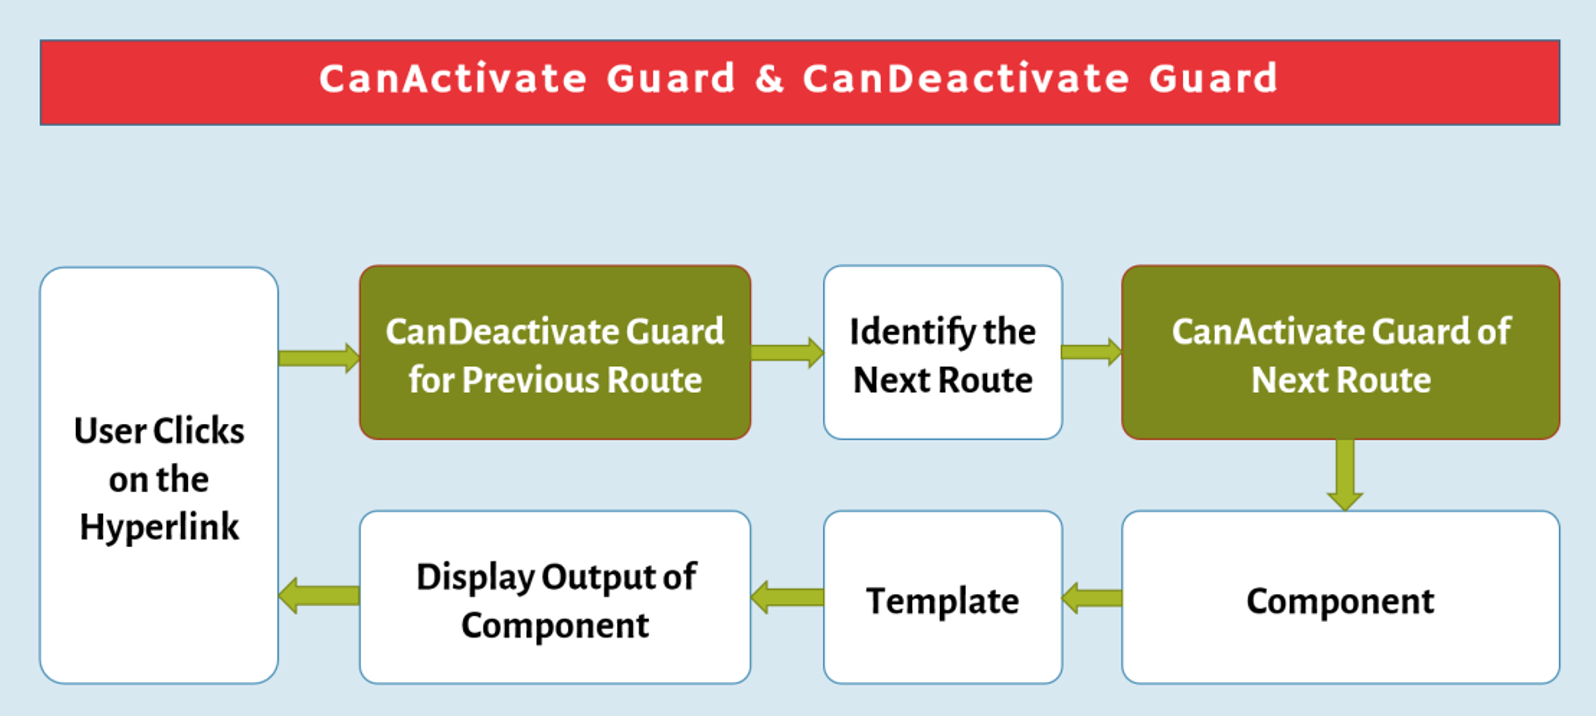 CanActivate Guard & CanDeactivate Guard
User Clicks
on the
Hyperlink
CanDeactivate Guard
for Previous Route
Identify the
Next Route
CanActivate Guard of
Next Route
Component
Template
Display Output of
Component